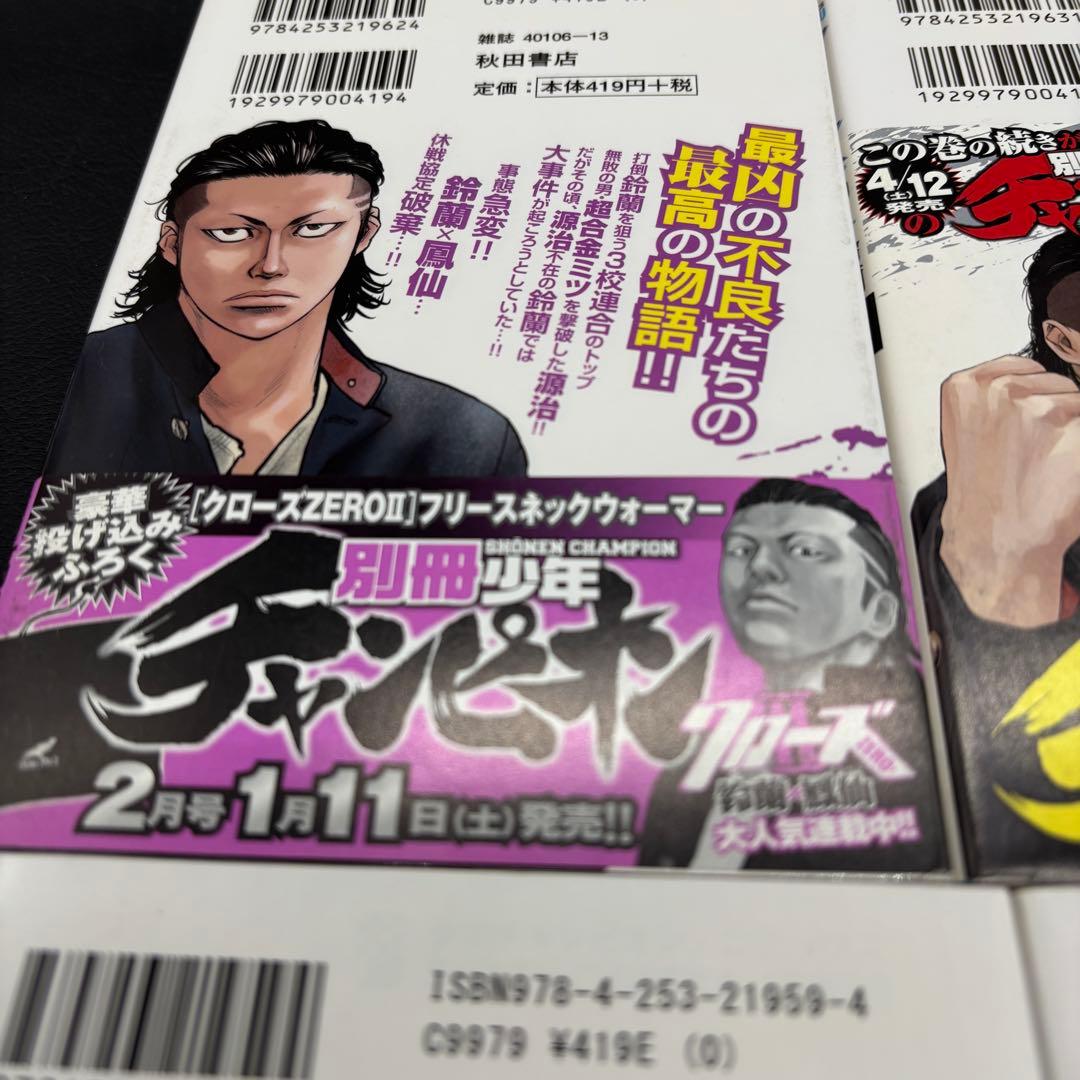 9784253219624
1929979004194
雑誌 40106-13
秋田書店
定価:本体419円+税
最凶の不良たちの
最高の物語!!
打倒鈴蘭を狙う3校連合のトップ
無敗の男・超合金ミツを撃破した源治!!
だがその頃、源治不在の鈴蘭では
大事件が起ころうとしていた…!!
事態急変!!
鈴蘭×鳳仙…
休戦協定破棄…!!
豪華
投げ込み
ふろく
[クローズZEROⅡ]フリースネックウォーマー
SHŌNEN CHAMPION
別冊少年
チャンピオン
2月号1月11日(土)発売!!
クローズ
ZERO
鈴蘭×鳳仙
大人気連載中!!
978425321963
19299790041
この巻の続きが
4/12
(土)
発売
の
別
チャ
ISBN978-4-253-21959-4
C9979 ¥419E (0)